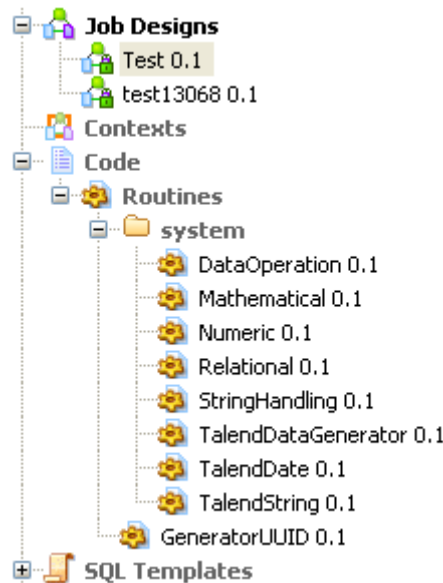 Job Designs
Test 0.1
test13068 0.1
Contexts
Code
Routines
system
DataOperation 0.1
Mathematical 0.1
Numeric 0.1
Relational 0.1
StringHandling 0.1
TalendDataGenerator 0.1
TalendDate 0.1
TalendString 0.1
GeneratorUUID 0.1
SQL Templates